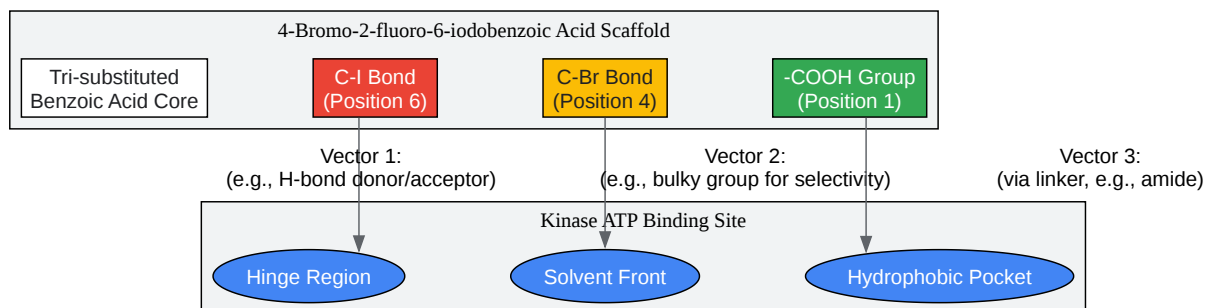 4-Bromo-2-fluoro-6-iodobenzoic Acid Scaffold
Tri-substituted
Benzoic Acid Core
C-I Bond
(Position 6)
C-Br Bond
(Position 4)
-COOH Group
(Position 1)
Vector 1:
(e.g., H-bond donor/acceptor)
Vector 2:
(e.g., bulky group for selectivity)
Vector 3:
(via linker, e.g., amide)
Kinase ATP Binding Site
Hinge Region
Solvent Front
Hydrophobic Pocket